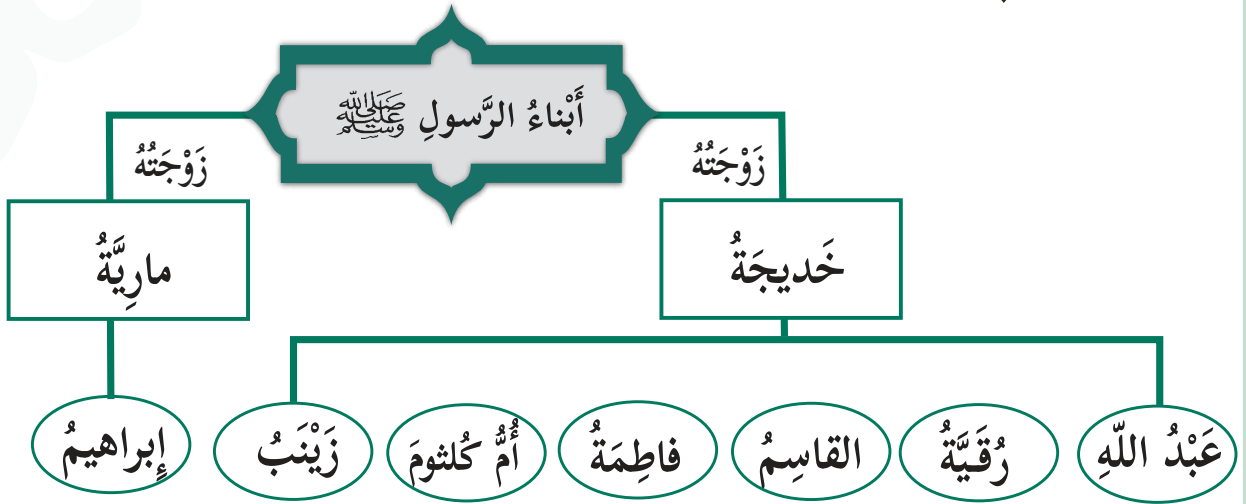 أَبْناءُ الرَّسولِ ﷺ
زَوْجَتُهُ
زَوْجَتُهُ
خَديجَةُ
مارِيَّةُ
عَبْدُ اللّهِ
رُقَيَّةُ
القاسِمُ
فاطِمَةُ
أُمُّ كُلثومَ
زَيْنَبُ
إِبراهيمُ